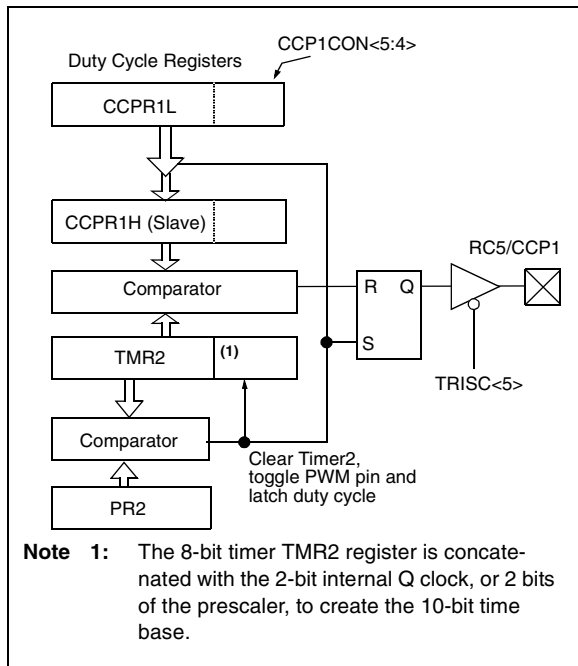 CCP1CON<5:4>
Duty Cycle Registers
CCPR1L
CCPR1H (Slave)
RC5/CCP1
Comparator
R Q
TMR2 (1)
S
TRISC<5>
Comparator
Clear Timer2,
toggle PWM pin and
latch duty cycle
PR2
Note 1: The 8-bit timer TMR2 register is concate-
nated with the 2-bit internal Q clock, or 2 bits
of the prescaler, to create the 10-bit time
base.